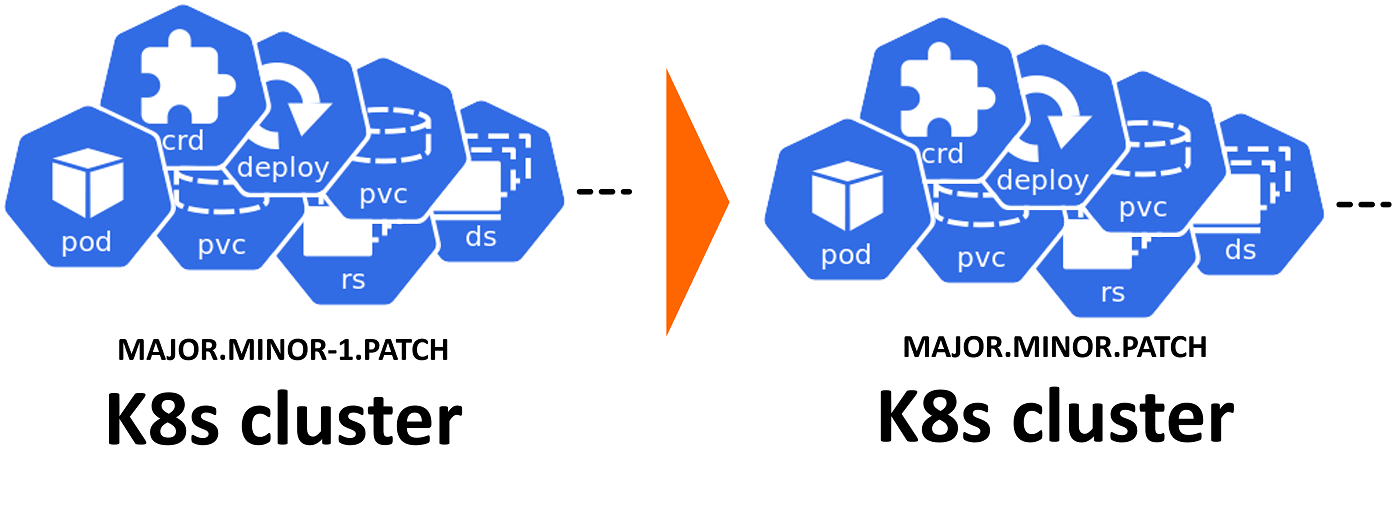 crd
deploy
pvc
pod
pvc
rs
ds
MAJOR.MINOR-1.PATCH
K8s cluster
crd
deploy
pvc
pod
pvc
rs
ds
MAJOR.MINOR.PATCH
K8s cluster